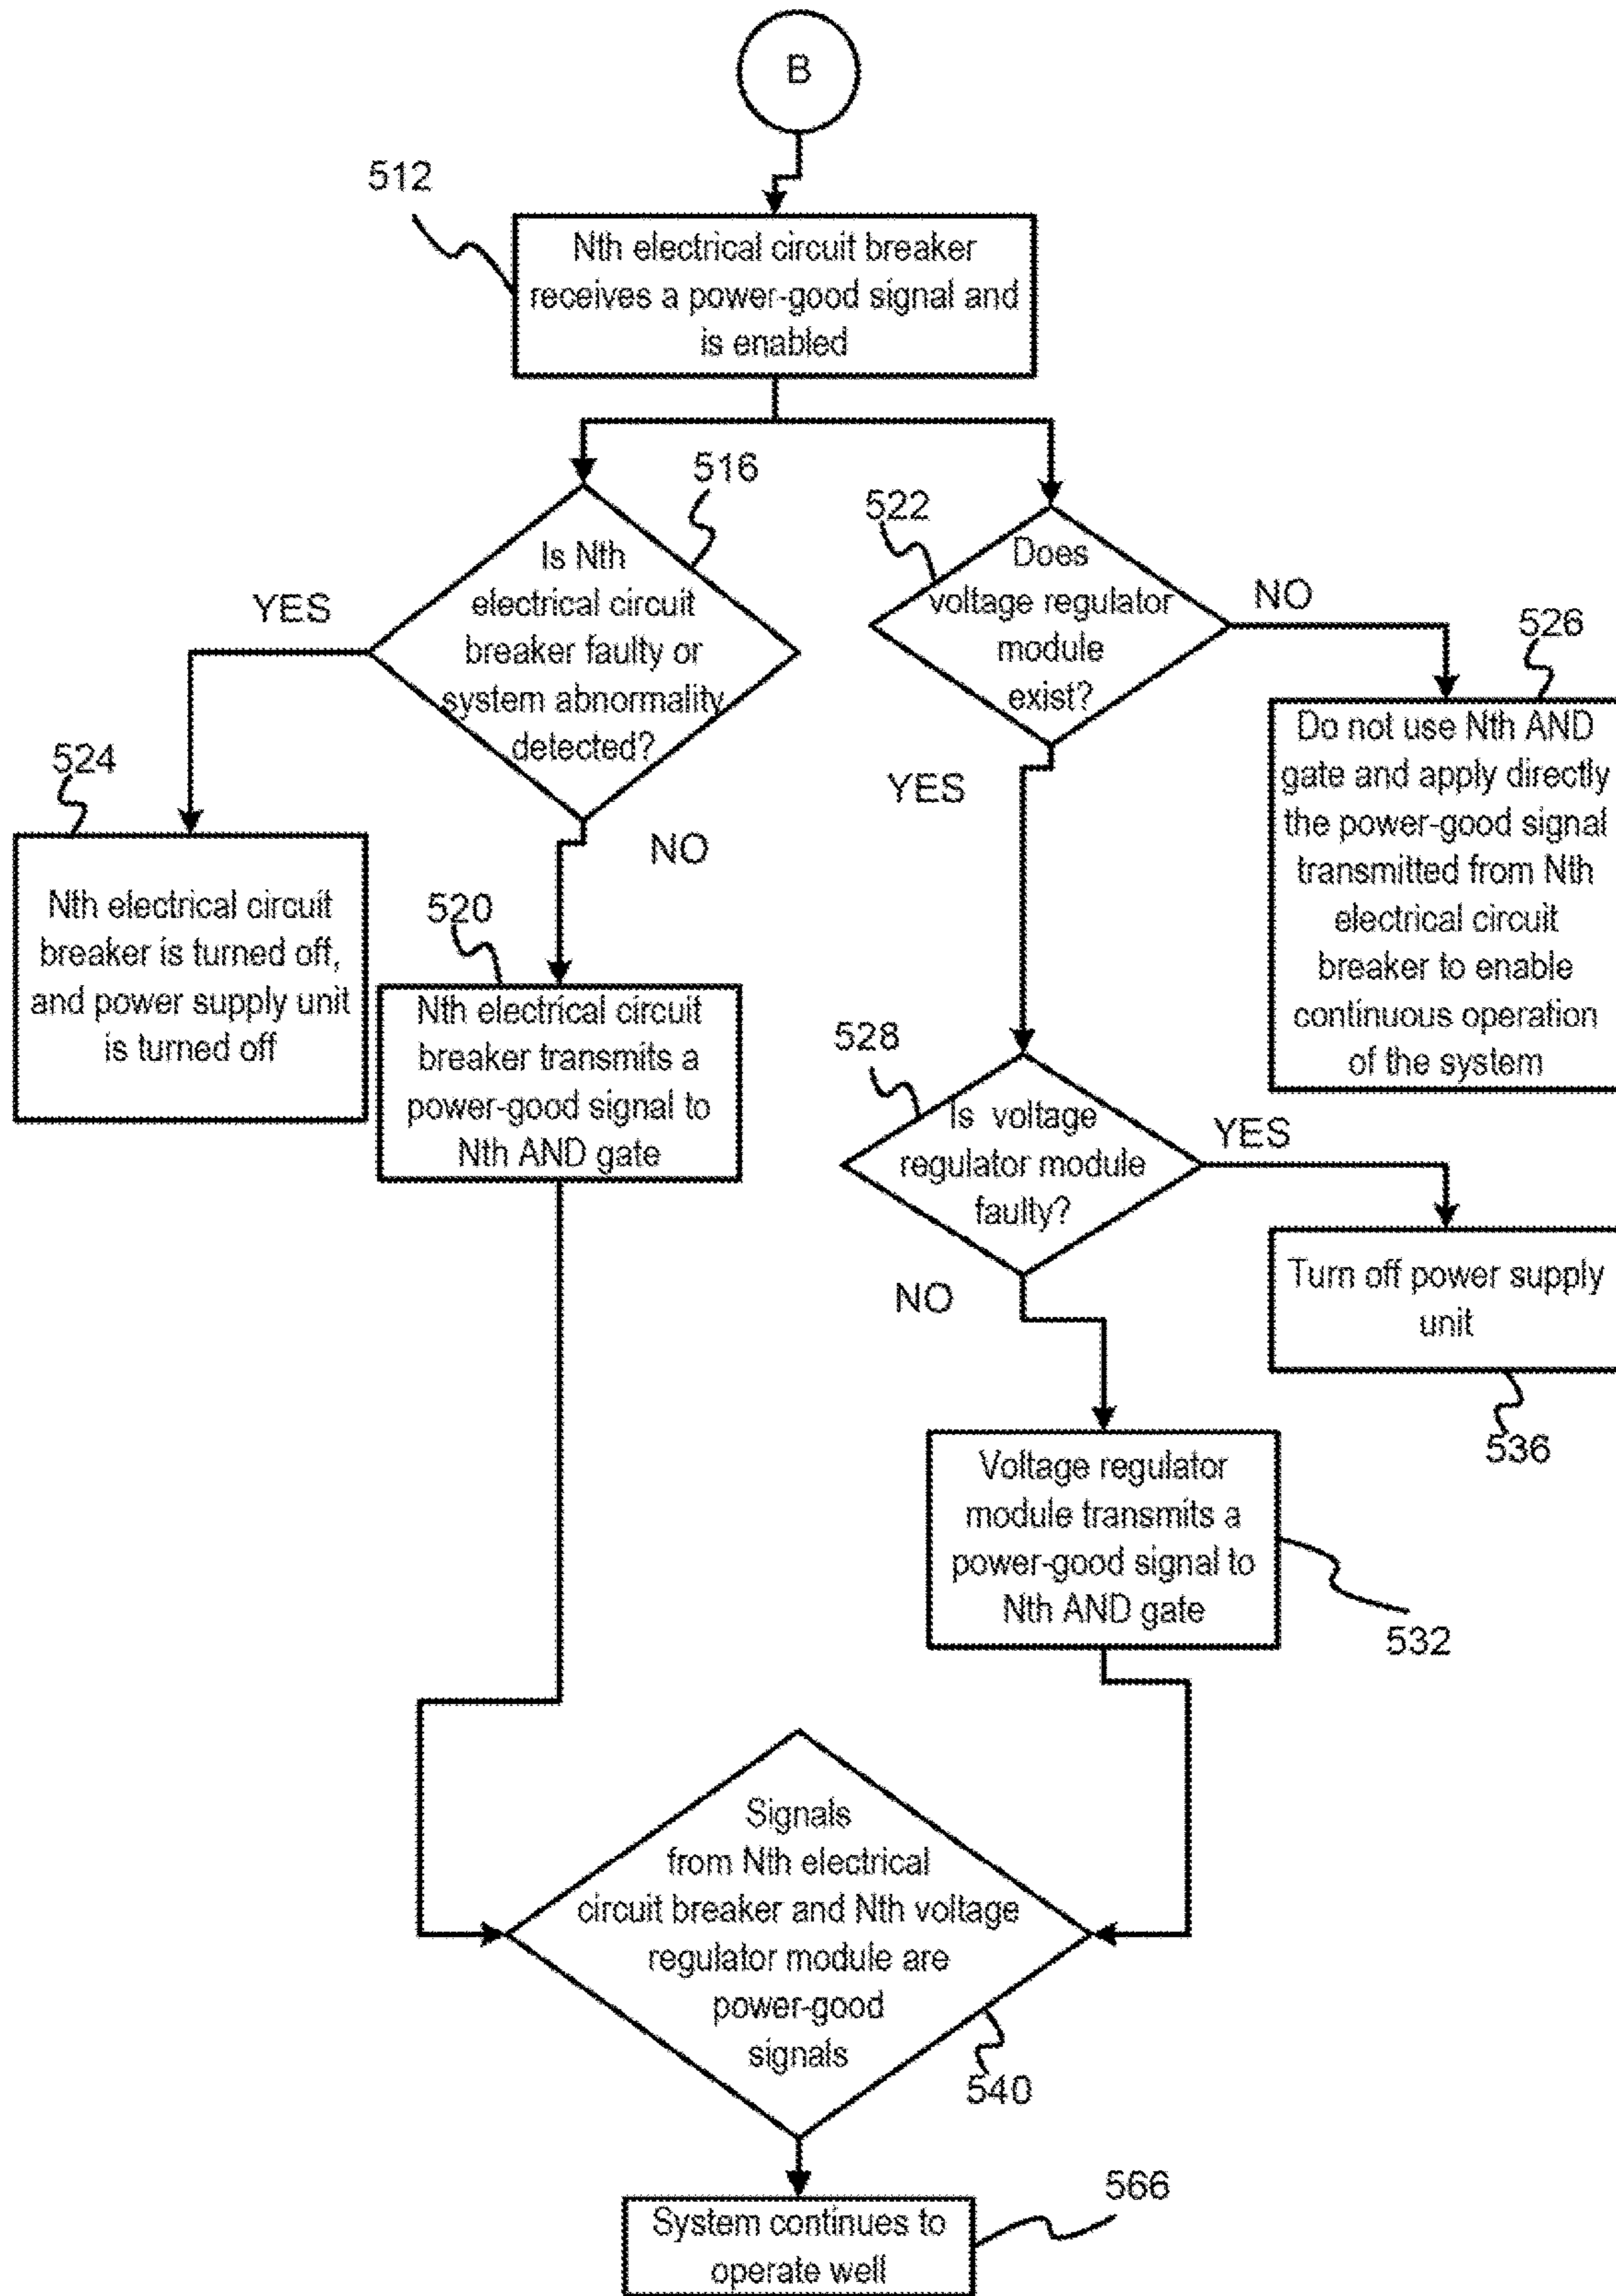 B
512
Nth electrical circuit breaker
receives a power-good signal and
is enabled
516
Is Nth
electrical circuit
breaker faulty or
system abnormality
detected?
YES
NO
522
Does
voltage regulator
module
exist?
NO
YES
526
Do not use Nth AND
gate and apply directly
the power-good signal
transmitted from Nth
electrical circuit
breaker to enable
continuous operation
of the system
524
Nth electrical circuit
breaker is turned off,
and power supply unit
is turned off
520
Nth electrical circuit
breaker transmits a
power-good signal to
Nth AND gate
528
Is voltage
regulator module
faulty?
YES
NO
Turn off power supply
unit
536
Voltage regulator
module transmits a
power-good signal to
Nth AND gate
532
Signals
from Nth electrical
circuit breaker and Nth voltage
regulator module are
power-good
signals
540
566
System continues to
operate well